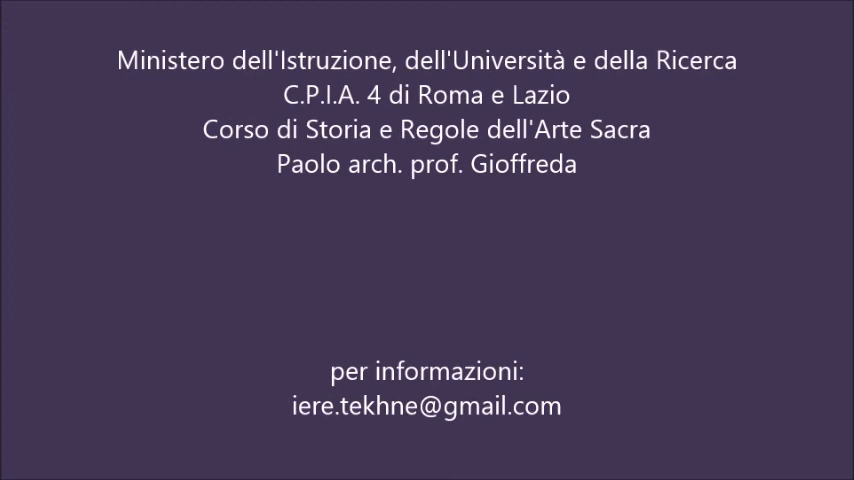 Ministero dell'Istruzione, dell'Università e della Ricerca
C.P.I.A. 4 di Roma e Lazio
Corso di Storia e Regole dell'Arte Sacra
Paolo arch. prof. Gioffreda
per informazioni:
iere.tekhne@gmail.com